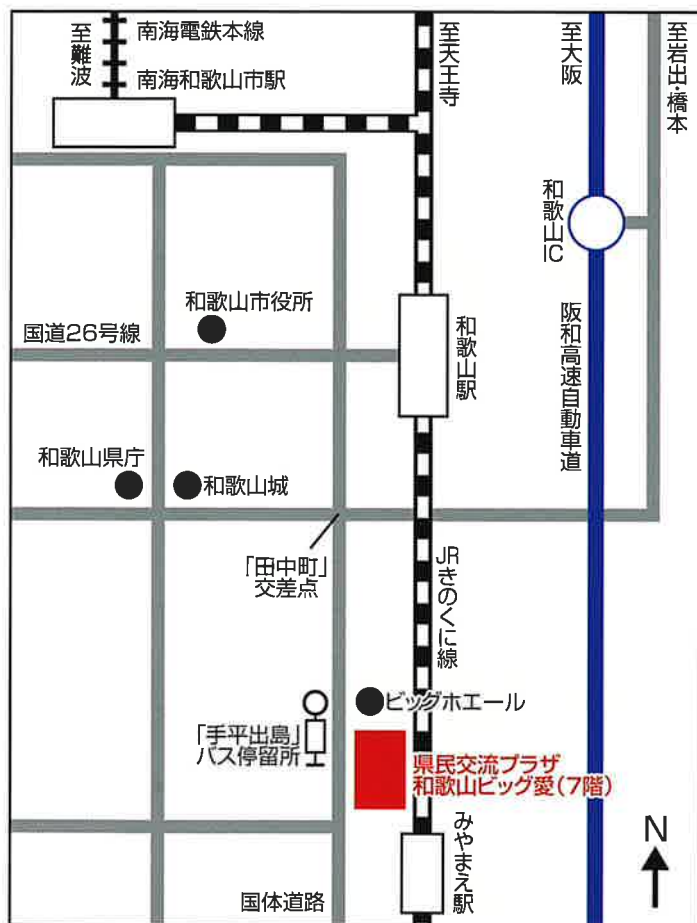 至難波
南海電鉄本線
南海和歌山市駅
至天王寺
至大阪
至岩出・橋本
和歌山IC
和歌山市役所
国道26号線
和歌山駅
阪和高速自動車道
和歌山県庁
和歌山城
「田中町」
交差点
JRきのくに線
ビッグホエール
「手平出島」
バス停留所
県民交流プラザ
和歌山ビッグ愛(7階)
みやまえ駅
国体道路
N